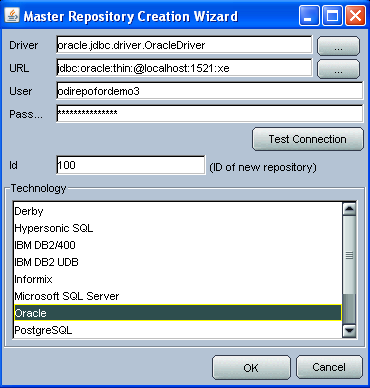 Master Repository Creation Wizard
Driver oracle.jdbc.driver.OracleDriver ...
URL jdbc:oracle:thin:@localhost:1521:xe ...
User odirepofordemo3
Pass... ***************
Test Connection
Id 100 (ID of new repository)
Technology
Derby
Hypersonic SQL
IBM DB2/400
IBM DB2 UDB
Informix
Microsoft SQL Server
Oracle
PostgreSQL
OK Cancel